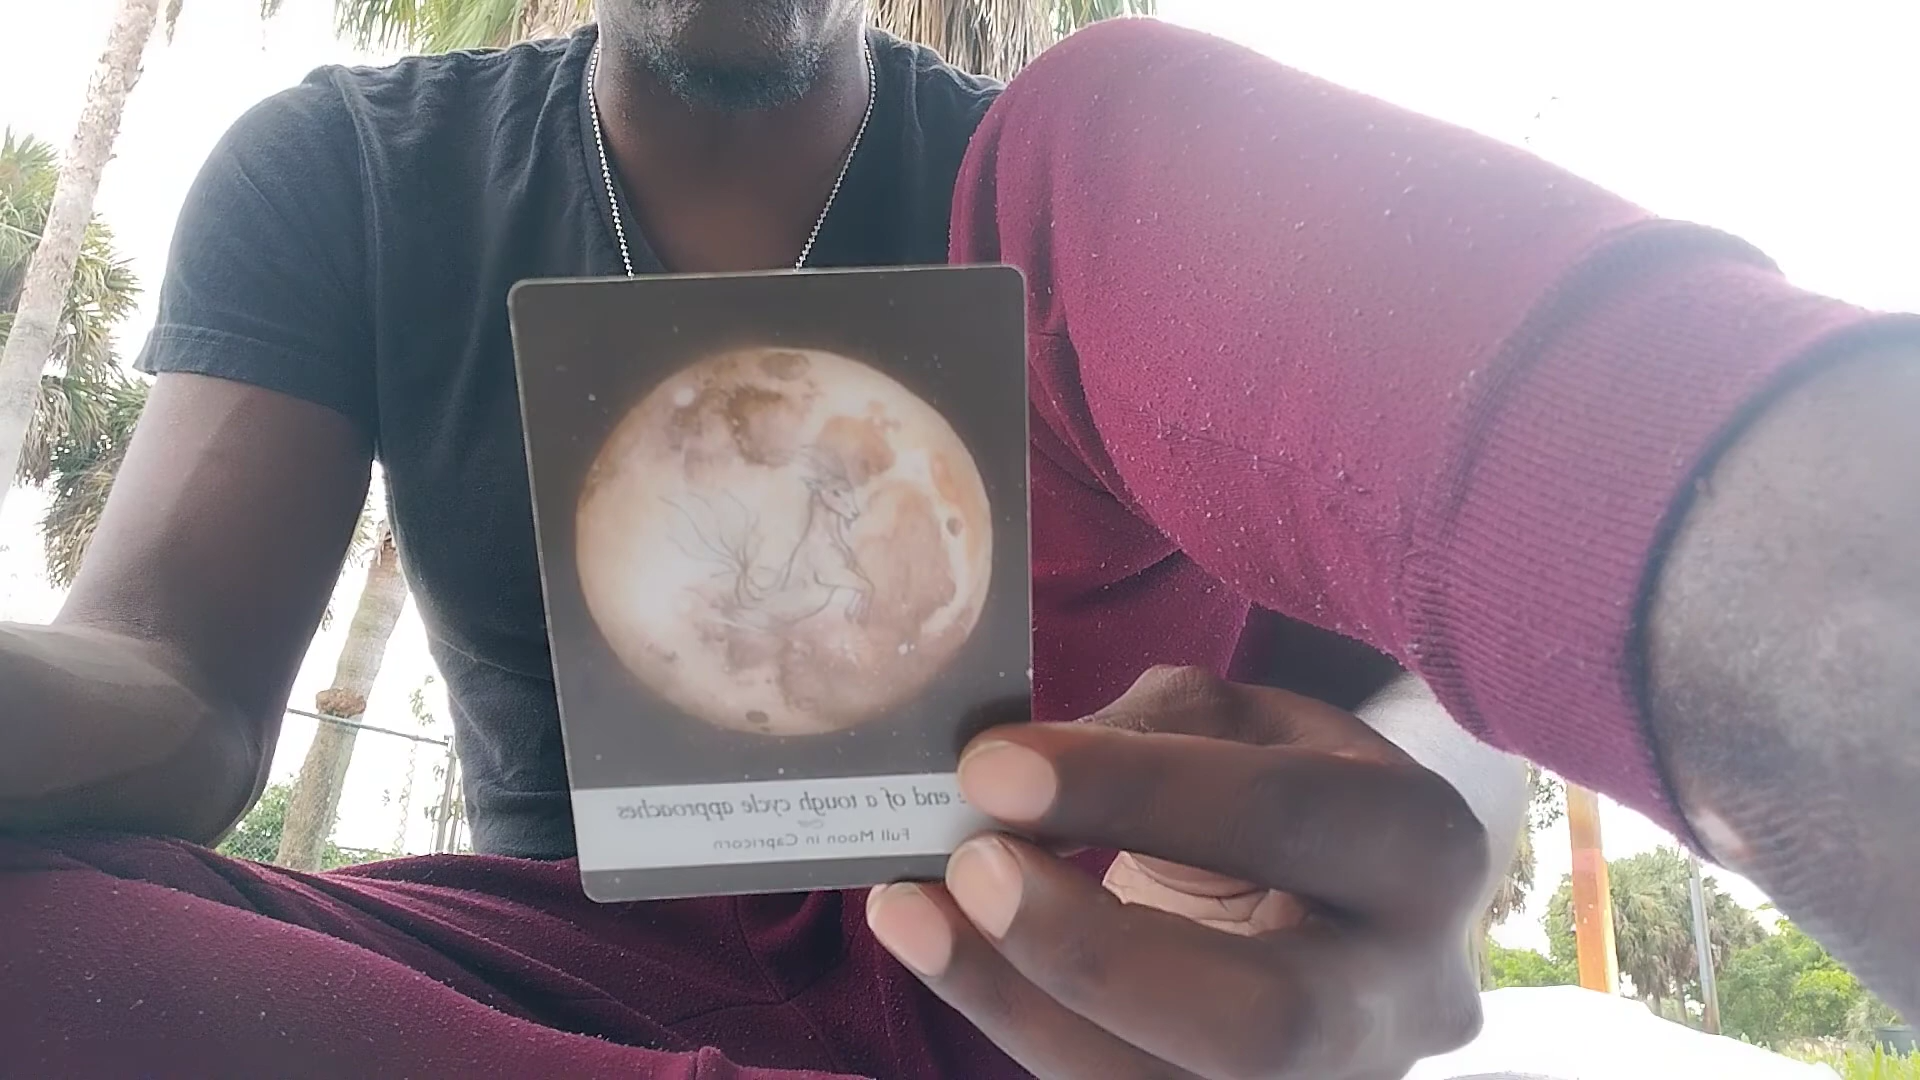 end of a tough cycle approaches
Full Moon in Capricorn